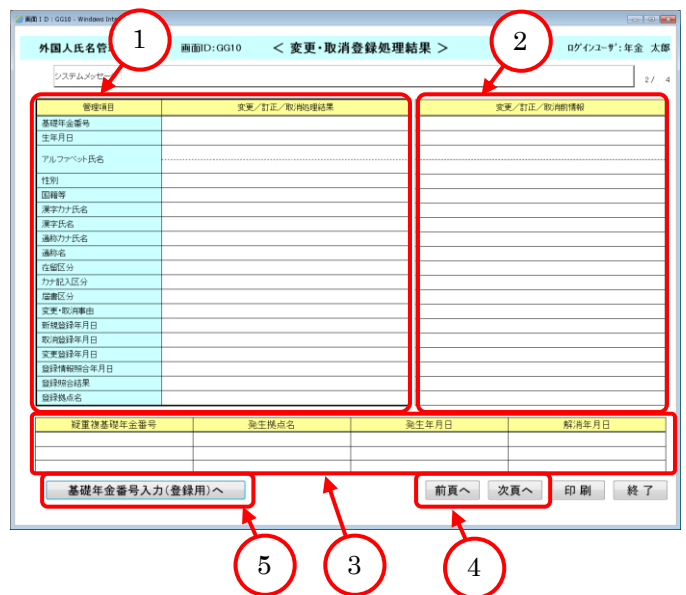 画面ID:GG10 - Windows Int
外国人氏名管 画面ID:GG10 < 変更・取消登録処理結果 > ログインユーザ:年金 太郎
1
2
システムメッセー
2/ 4
管理項目 変更/訂正/取消処理結果 変更/訂正/取消前情報
基礎年金番号
生年月日
アルファベット氏名
性別
国籍等
漢字カナ氏名
漢字氏名
通称カナ氏名
通称名
在留区分
カナ記入区分
届書区分
変更・取消事由
新規登録年月日
取消登録年月日
変更登録年月日
登録情報照合年月日
登録照合結果
登録拠点名
疑重複基礎年金番号 発生拠点名 発生年月日 解消年月日
基礎年金番号入力(登録用)へ 前頁へ 次頁へ 印刷 終了
5 3 4